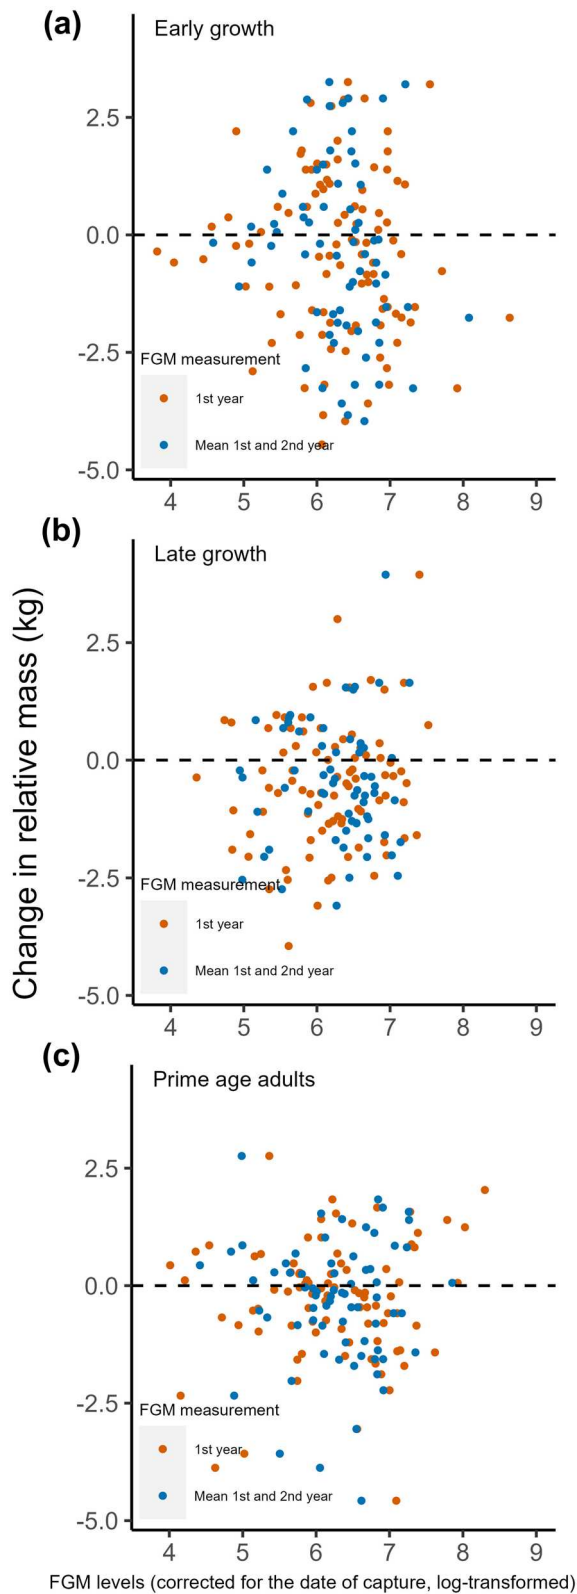 (a)
Early growth
2.5
0.0
-2.5
-5.0
FGM measurement
1st year
Mean 1st and 2nd year
4 5 6 7 8 9
(b)
Late growth
2.5
0.0
-2.5
-5.0
FGM measurement
1st year
Mean 1st and 2nd year
4 5 6 7 8 9
Change in relative mass (kg)
(c)
Prime age adults
2.5
0.0
-2.5
-5.0
FGM measurement
1st year
Mean 1st and 2nd year
4 5 6 7 8 9
FGM levels (corrected for the date of capture, log-transformed)